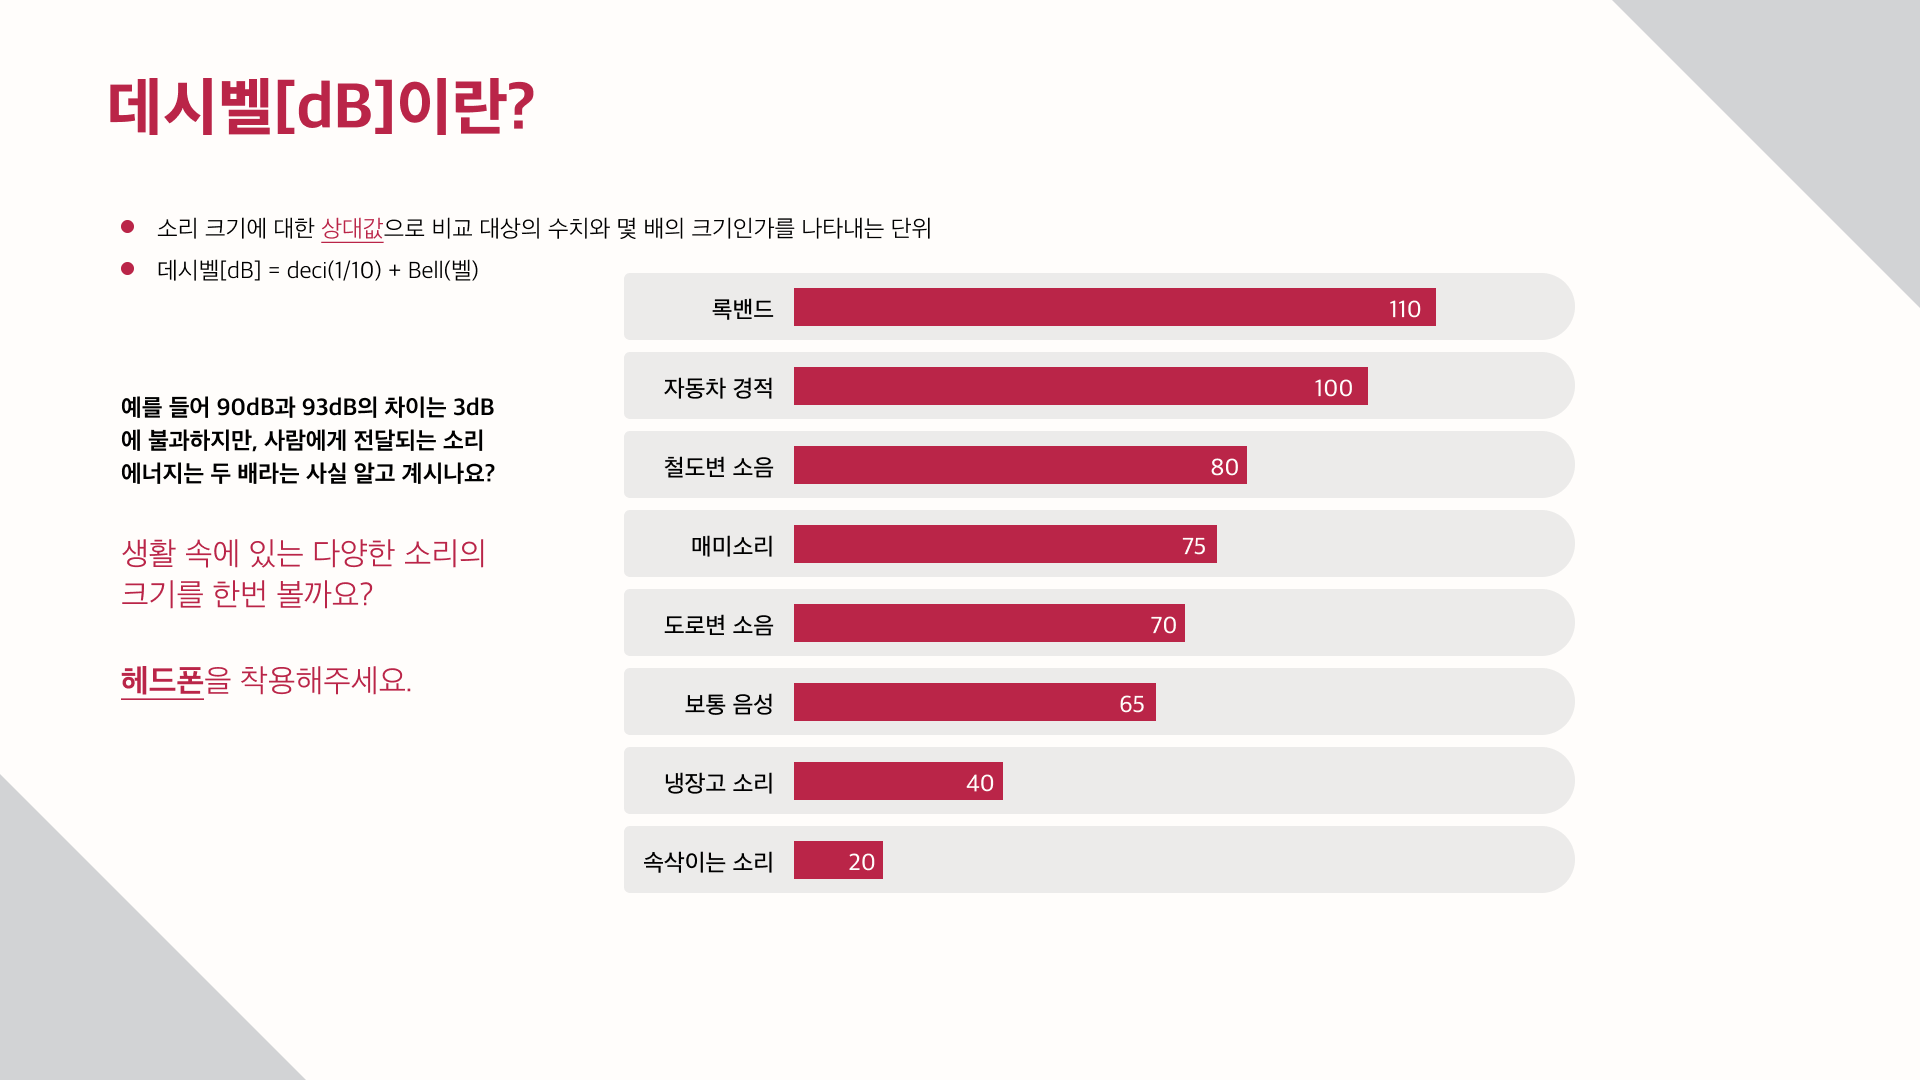 데시벨[dB]이란?
소리 크기에 대한 상대값으로 비교 대상의 수치와 몇 배의 크기인가를 나타내는 단위
데시벨[dB] = deci(1/10) + Bell(벨)
예를 들어 90dB과 93dB의 차이는 3dB
에 불과하지만, 사람에게 전달되는 소리
에너지는 두 배라는 사실 알고 계시나요?
생활 속에 있는 다양한 소리의
크기를 한번 볼까요?
헤드폰을 착용해주세요.
록밴드 110
자동차 경적 100
철도변 소음 80
매미소리 75
도로변 소음 70
보통 음성 65
냉장고 소리 40
속삭이는 소리 20